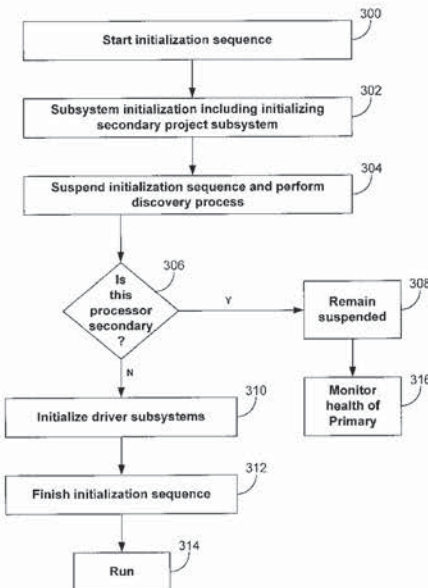 300
Start initialization sequence
302
Subsystem initialization including initializing
secondary project subsystem
304
Suspend initialization sequence and perform
discovery process
306
Is
this
processor
secondary
?
Y
308
Remain
suspended
N
316
Monitor
health of
Primary
310
Initialize driver subsystems
312
Finish initialization sequence
314
Run